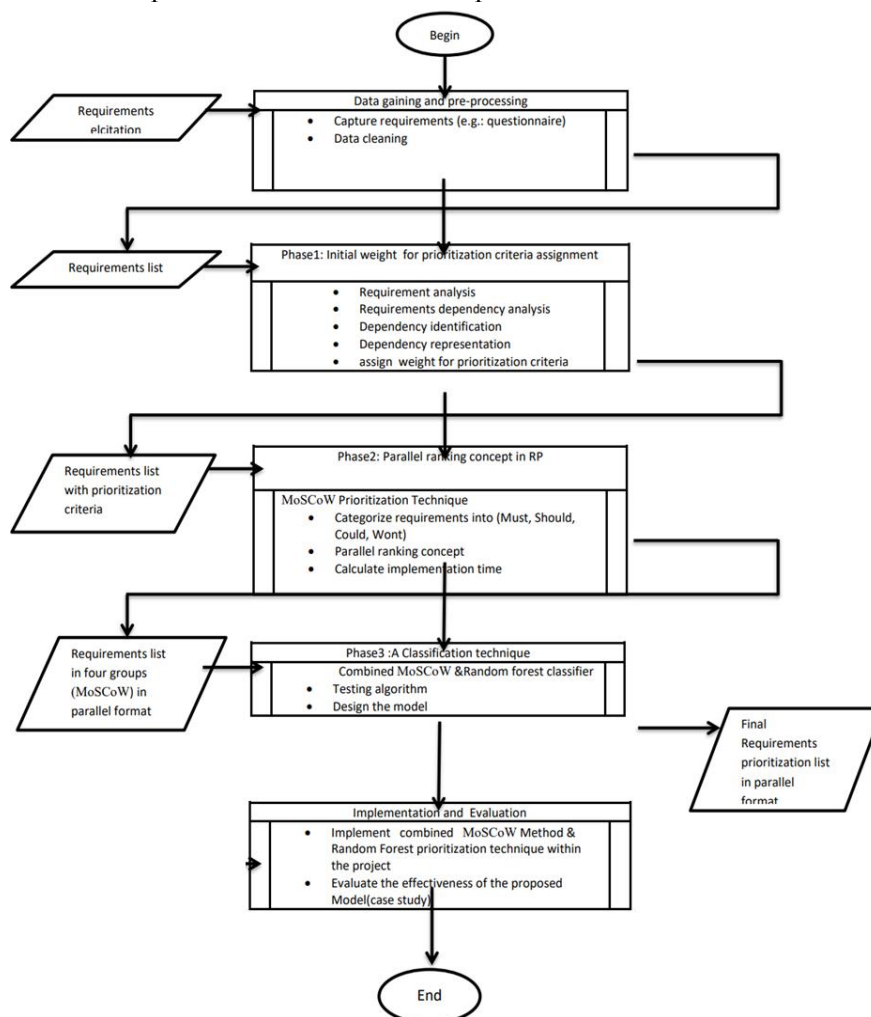 Begin
Data gaining and pre-processing
Requirements
elcitation
• Capture requirements (e.g.: questionnaire)
• Data cleaning
Phase1: Initial weight for prioritization criteria assignment
Requirements list
• Requirement analysis
• Requirements dependency analysis
• Dependency identification
• Dependency representation
• assign weight for prioritization criteria
Phase2: Parallel ranking concept in RP
Requirements list
with prioritization
criteria
MoSCoW Prioritization Technique
• Categorize requirements into (Must, Should,
Could, Wont)
• Parallel ranking concept
• Calculate implementation time
Phase3 :A Classification technique
Requirements list
in four groups
(MoSCoW) in
parallel format
Combined MoSCoW &Random forest classifier
• Testing algorithm
• Design the model
Final
Requirements
prioritization list
in parallel
format
Implementation and Evaluation
• Implement combined MoSCoW Method &
Random Forest prioritization technique within
the project
• Evaluate the effectiveness of the proposed
Model(case study)
End